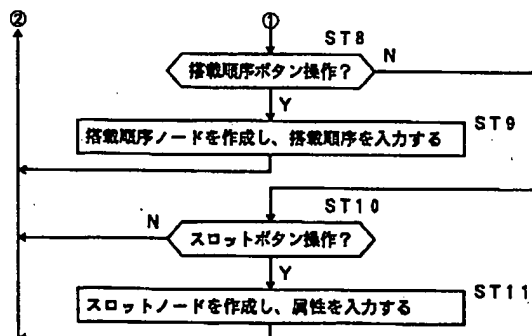 ② ①
ST8
搭載順序ボタン操作? N
Y
ST9
搭載順序ノードを作成し、搭載順序を入力する
ST10
N スロットボタン操作?
Y
ST11
スロットノードを作成し、属性を入力する